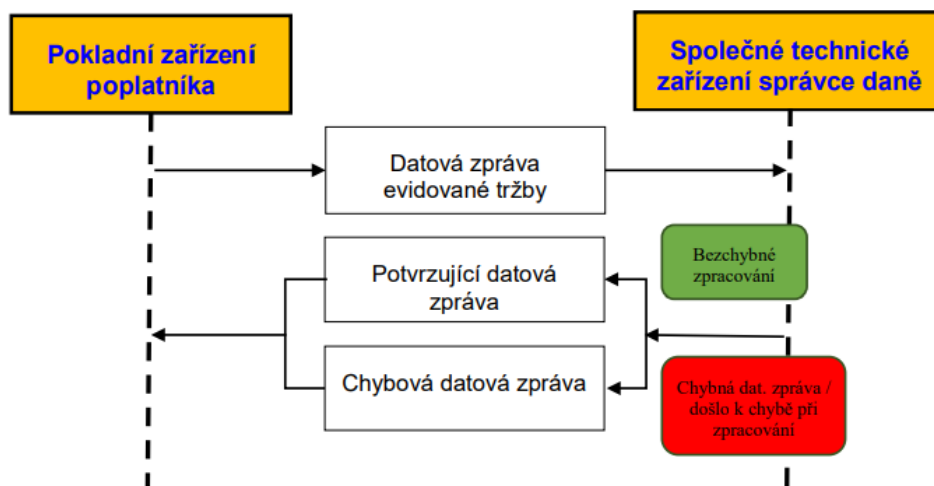 Pokladní zařízení
poplatníka
Společné technické
zařízení správce daně
Datová zpráva
evidované tržby
Bezchybné
zpracování
Potvrzující datová
zpráva
Chybová datová zpráva
Chybná dat. zpráva /
došlo k chybě při
zpracování